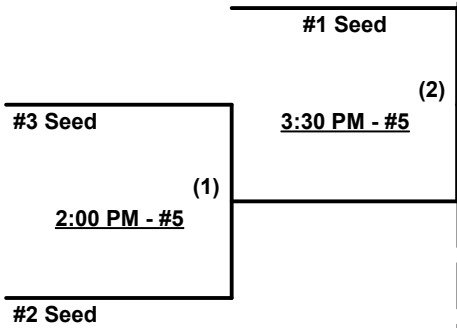 #1 Seed
(2)
3:30 PM - #5
#3 Seed
(1)
2:00 PM - #5
#2 Seed